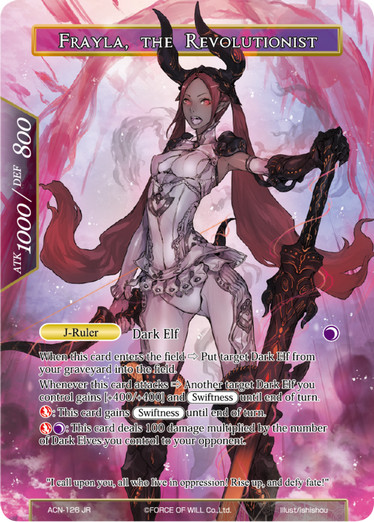 Frayla, the Revolutionist
ATK 1000 / DEF 800
J-Ruler Dark Elf
When this card enters the field ⇨ Put target Dark Elf from
your graveyard into the field.
Whenever this card attacks ⇨ Another target Dark Elf you
control gains [+400/+400] and Swiftness until end of turn.
: This card gains Swiftness until end of turn.
: This card deals 100 damage multiplied by the number
of Dark Elves you control to your opponent.
"I call upon you, all who live in oppression! Rise up, and defy fate!"
ACN-126 JR ©FORCE OF WILL Co.,Ltd. Illust/ishishou